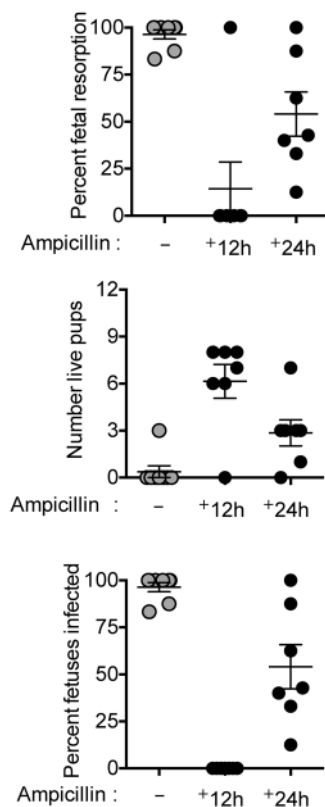 Percent fetal resorption
100
75
50
25
0
Ampicillin : – +12h +24h
Number live pups
12
9
6
3
0
Ampicillin : – +12h +24h
Percent fetuses infected
100
75
50
25
0
Ampicillin : – +12h +24h